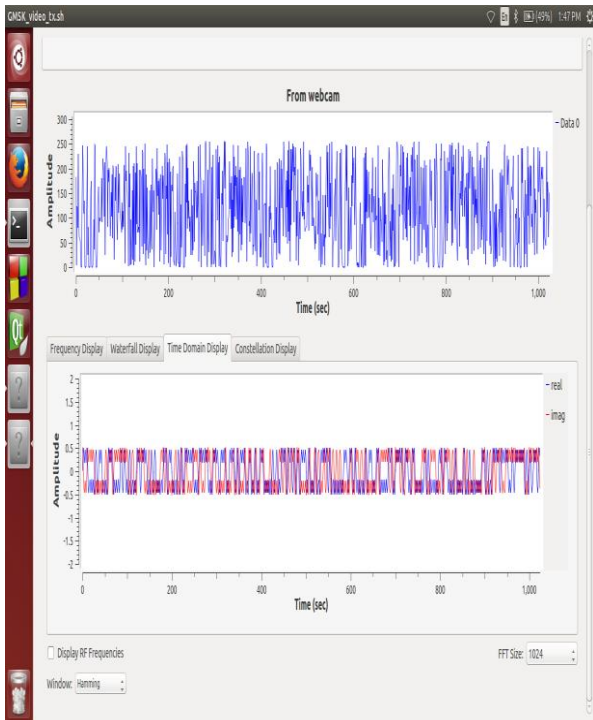 GMSK_video_tx.sh
En (49%) 1:47 PM
From webcam
Data 0
Amplitude
300
250
200
150
100
50
0
0 200 400 600 800 1,000
Time (sec)
Frequency Display Waterfall Display Time Domain Display Constellation Display
real
imag
Amplitude
2
1.5
1
0.5
0
-0.5
-1
-1.5
-2
0 200 400 600 800 1,000
Time (sec)
Display RF Frequencies
FFT Size: 1024
Window: Hamming
Qt
?
?